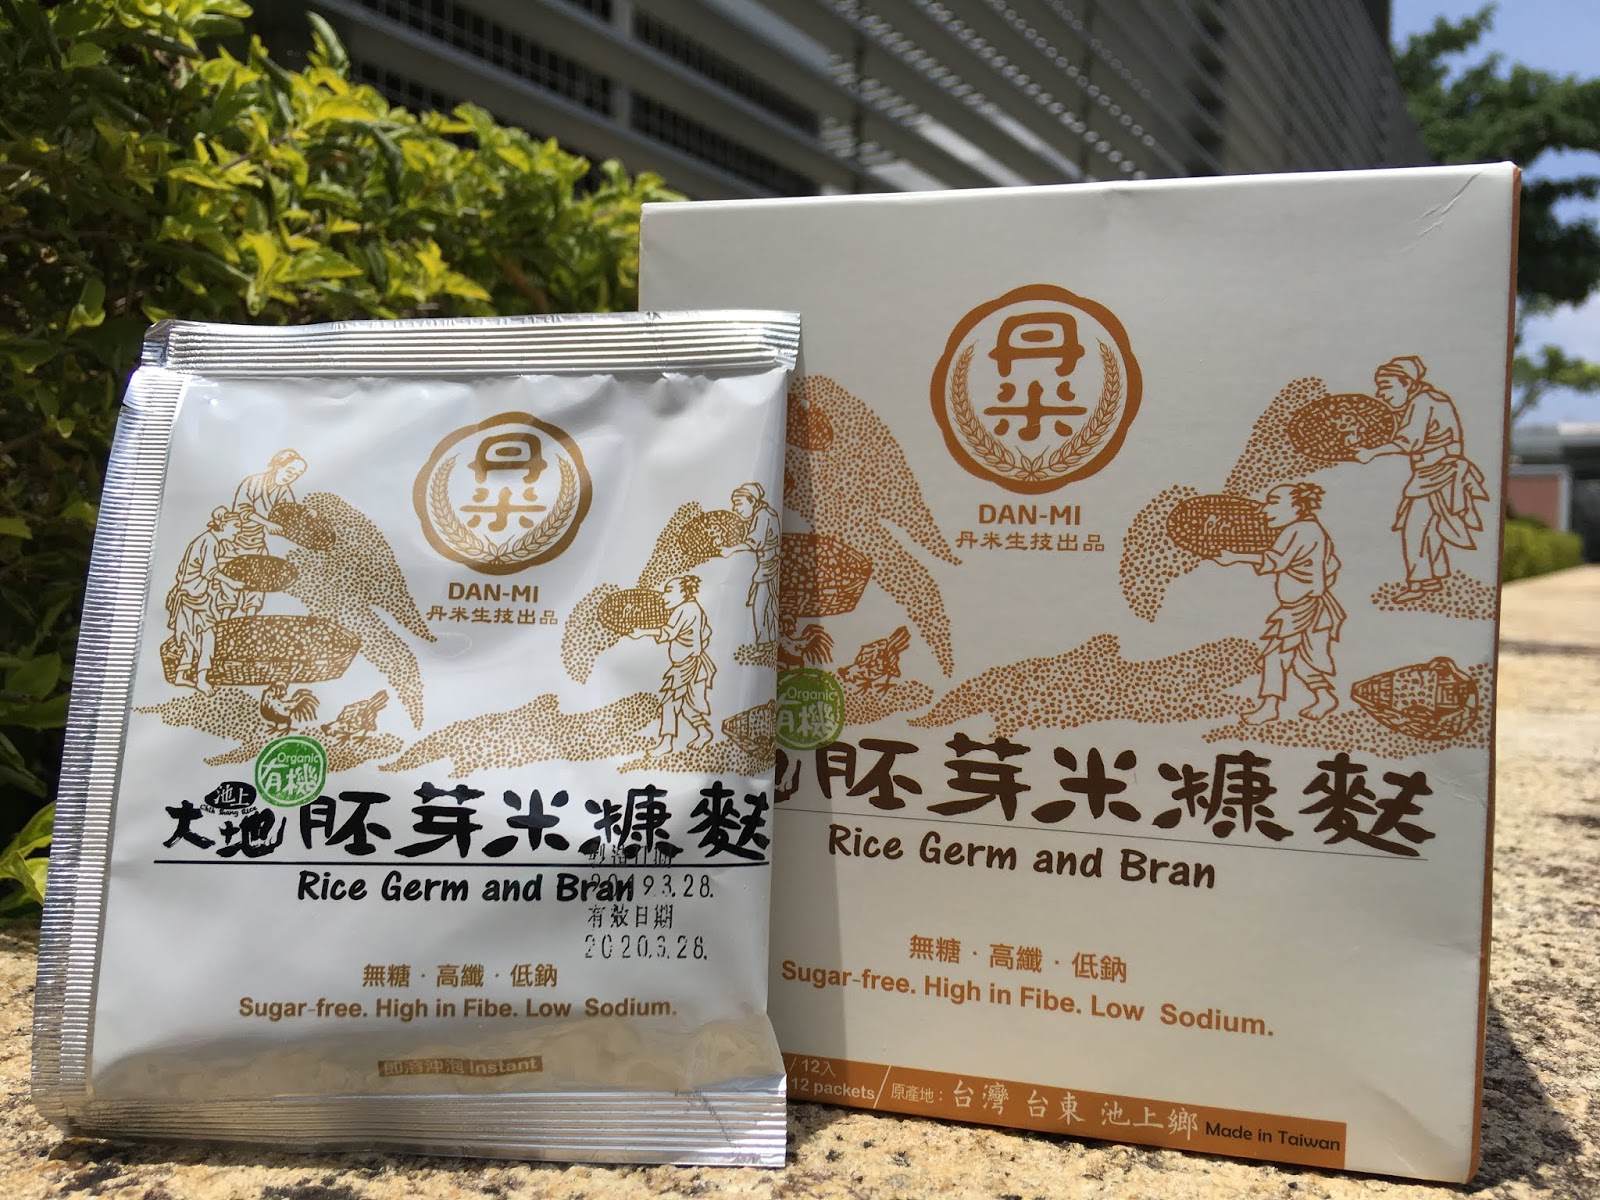 丹米
DAN-MI
丹米生技出品
Organic
有機
池上
Chih Shang Rice
大地胚芽米糠麩
Rice Germ and Bran
2019.3.28.
有效日期
2020.3.28.
無糖．高纖．低鈉
Sugar-free. High in Fibe. Low Sodium.
即溶沖泡 Instant
丹米
DAN-MI
丹米生技出品
Organic
有機
胚芽米糠麩
Rice Germ and Bran
無糖．高纖．低鈉
Sugar-free. High in Fibe. Low Sodium.
/ 12入
12 packets/
原產地：台灣 台東 池上鄉 Made in Taiwan